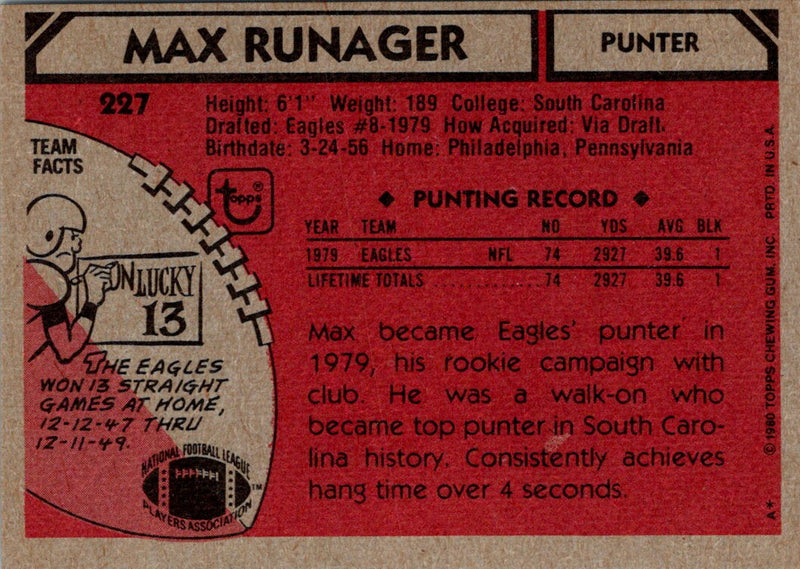 MAX RUNAGER
PUNTER
227
Height: 6'1" Weight: 189 College: South Carolina
Drafted: Eagles #8-1979 How Acquired: Via Draft.
Birthdate: 3-24-56 Home: Philadelphia, Pennsylvania
TEAM
FACTS
topps®
UNLUCKY
13
THE EAGLES
WON 13 STRAIGHT
GAMES AT HOME,
12-12-47 THRU
12-11-49.
NATIONAL FOOTBALL LEAGUE
PLAYERS ASSOCIATION™
◆ PUNTING RECORD ◆
YEAR TEAM NO YDS AVG BLK
1979 EAGLES NFL 74 2927 39.6 1
LIFETIME TOTALS .............. 74 2927 39.6 1
Max became Eagles' punter in
1979, his rookie campaign with
club. He was a walk-on who
became top punter in South Caro-
lina history. Consistently achieves
hang time over 4 seconds.
A* © 1980 TOPPS CHEWING GUM, INC. PRTD. IN U.S.A.